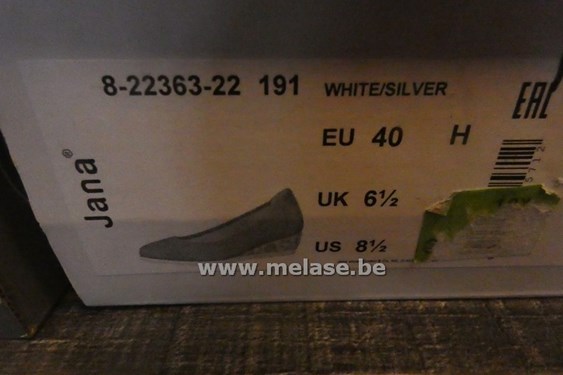 8-22363-22 191 WHITE/SILVER
EAC
EU 40 H
Jana®
UK 6½
US 8½
www.melase.be